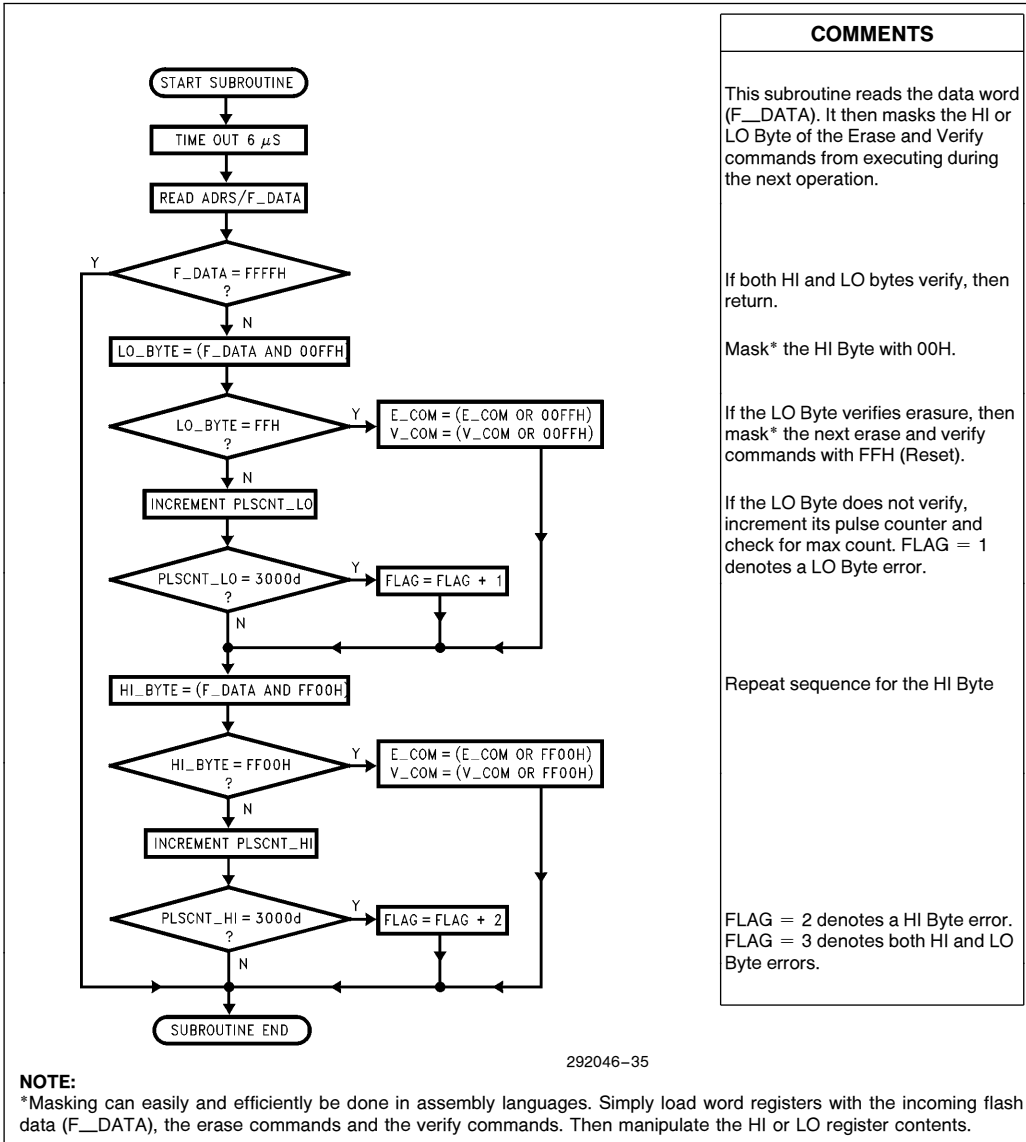 START SUBROUTINE
TIME OUT 6 μS
READ ADRS/F_DATA
Y
F_DATA = FFFFH
?
N
LO_BYTE = (F_DATA AND 00FFH
LO_BYTE = FFH
?
Y
E_COM = (E_COM OR 00FFH)
V_COM = (V_COM OR 00FFH)
N
INCREMENT PLSCNT_LO
PLSCNT_LO = 3000d
?
Y
FLAG = FLAG + 1
N
HI_BYTE = (F_DATA AND FF00H)
HI_BYTE = FF00H
?
Y
E_COM = (E_COM OR FF00H)
V_COM = (V_COM OR FF00H)
N
INCREMENT PLSCNT_HI
PLSCNT_HI = 3000d
?
Y
FLAG = FLAG + 2
N
SUBROUTINE END
COMMENTS
This subroutine reads the data word
(F__DATA). It then masks the HI or
LO Byte of the Erase and Verify
commands from executing during
the next operation.
If both HI and LO bytes verify, then
return.
Mask* the HI Byte with 00H.
If the LO Byte verifies erasure, then
mask* the next erase and verify
commands with FFH (Reset).
If the LO Byte does not verify,
increment its pulse counter and
check for max count. FLAG = 1
denotes a LO Byte error.
Repeat sequence for the HI Byte
FLAG = 2 denotes a HI Byte error.
FLAG = 3 denotes both HI and LO
Byte errors.
292046–35
NOTE:
*Masking can easily and efficiently be done in assembly languages. Simply load word registers with the incoming flash
data (F__DATA), the erase commands and the verify commands. Then manipulate the HI or LO register contents.